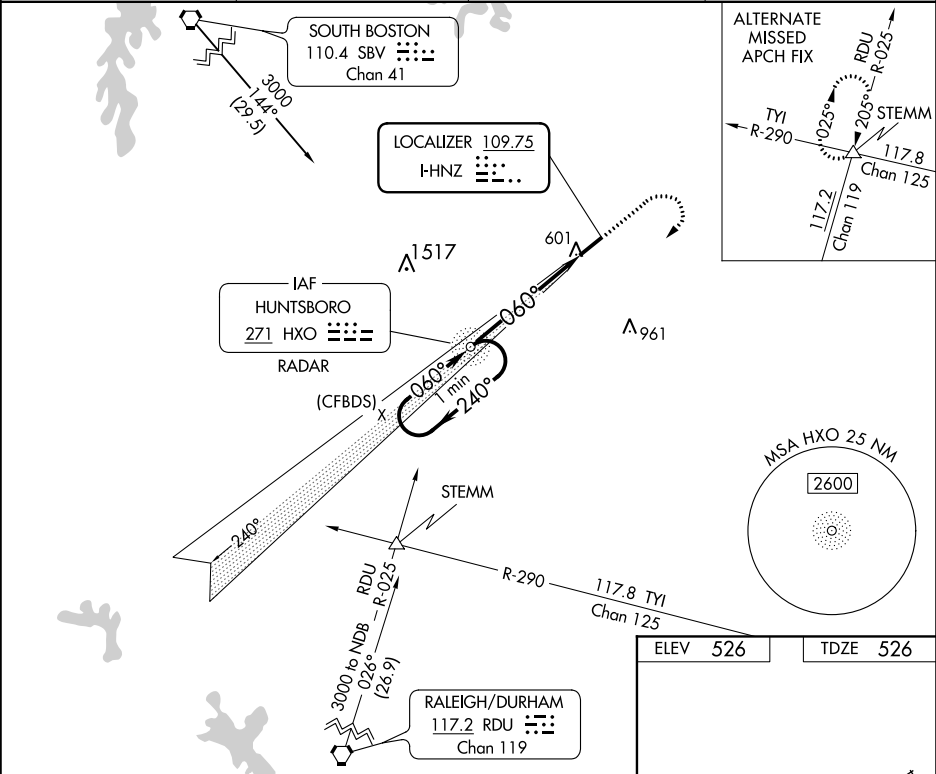 SOUTH BOSTON
110.4 SBV
Chan 41
3000
144°
(29.5)
LOCALIZER 109.75
I-HNZ
ALTERNATE
MISSED
APCH FIX
RDU
R-025
025°
205°
TYI
R-290
STEMM
117.8
Chan 125
117.2
Chan 119
1517
601
961
IAF
HUNTSBORO
271 HXO
RADAR
060°
060°
1 min
240°
(CFBDS)
X
240°
STEMM
RDU
R-025
R-290
117.8 TYI
Chan 125
3000 to NDB
026°
(26.9)
RALEIGH/DURHAM
117.2 RDU
Chan 119
MSA HXO 25 NM
2600
ELEV 526
TDZE 526